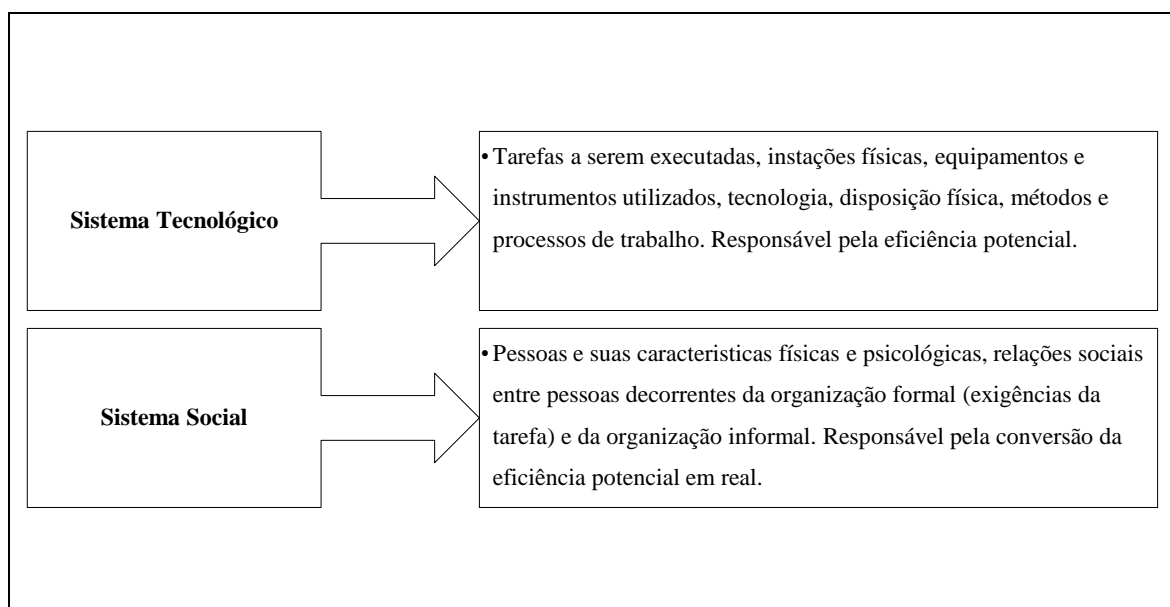 Sistema Tecnológico
• Tarefas a serem executadas, instações físicas, equipamentos e
instrumentos utilizados, tecnologia, disposição física, métodos e
processos de trabalho. Responsável pela eficiência potencial.
Sistema Social
• Pessoas e suas caracteristicas físicas e psicológicas, relações sociais
entre pessoas decorrentes da organização formal (exigências da
tarefa) e da organização informal. Responsável pela conversão da
eficiência potencial em real.